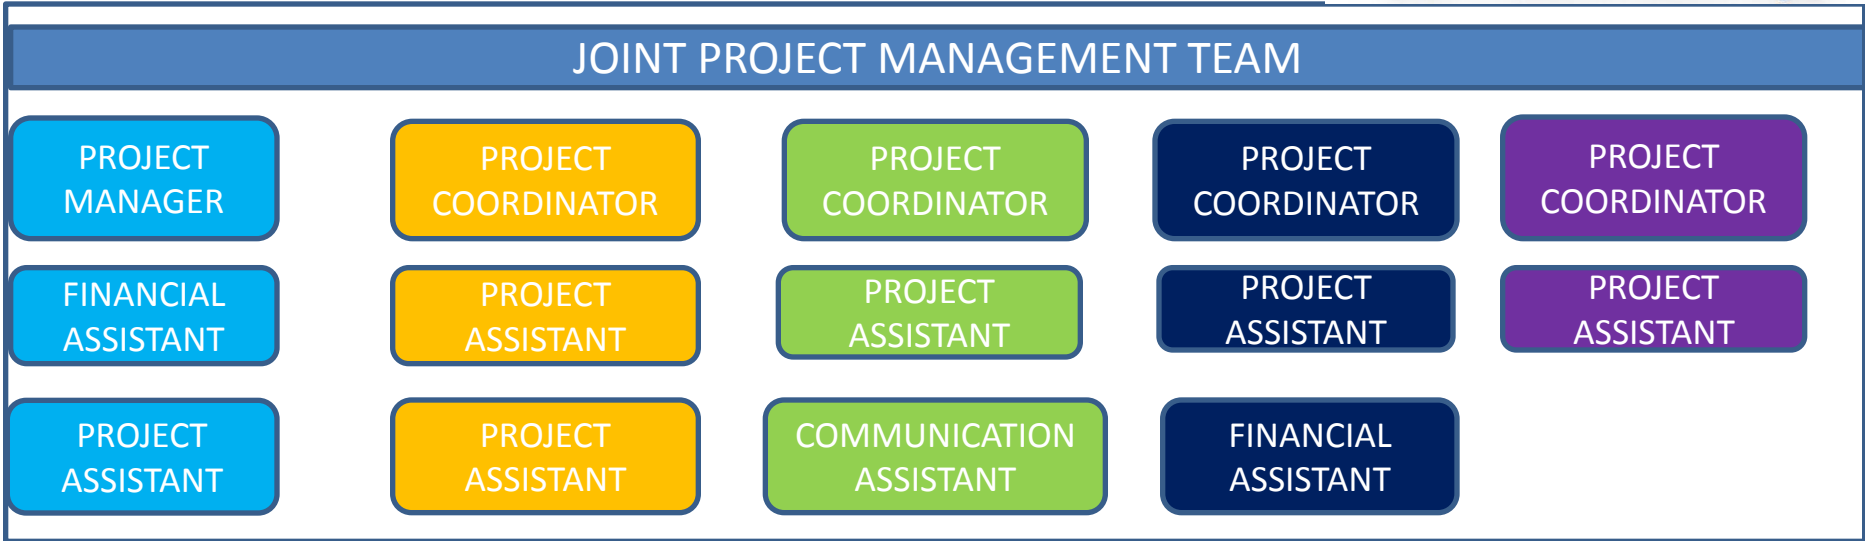 JOINT PROJECT MANAGEMENT TEAM
PROJECT
MANAGER
PROJECT
COORDINATOR
PROJECT
COORDINATOR
PROJECT
COORDINATOR
PROJECT
COORDINATOR
FINANCIAL
ASSISTANT
PROJECT
ASSISTANT
PROJECT
ASSISTANT
PROJECT
ASSISTANT
PROJECT
ASSISTANT
PROJECT
ASSISTANT
PROJECT
ASSISTANT
COMMUNICATION
ASSISTANT
FINANCIAL
ASSISTANT